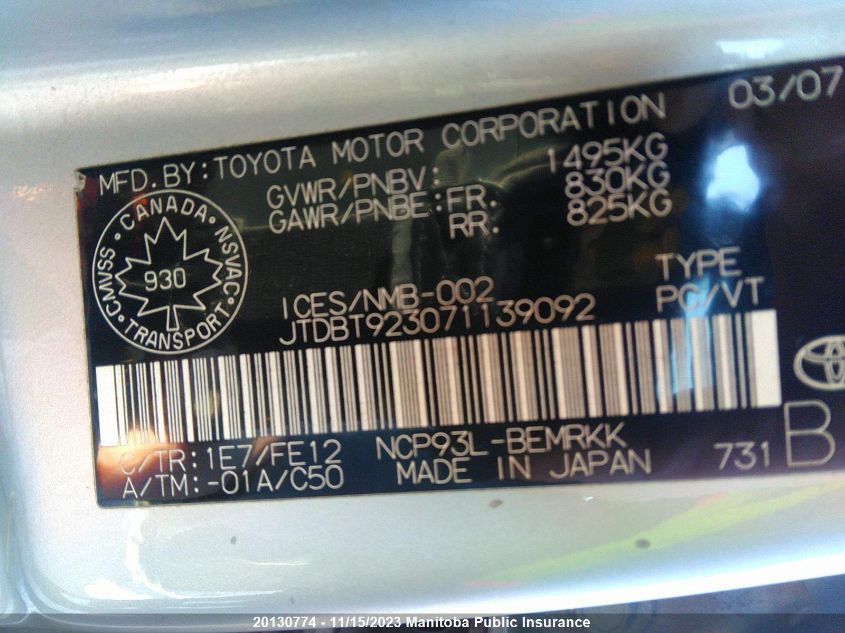 03/07
MFD.BY:TOYOTA MOTOR CORPORATION
GVWR/PNBV: 1495KG
GAWR/PNBE:FR. 830KG
RR. 825KG
CANADA
CMVSS NSVAC
930
TRANSPORT
ICES/NMB-002
TYPE
JTDBT923071139092 PC/VT
C/TR:1E7/FE12 NCP93L-BEMRKK
A/TM:-01A/C50 MADE IN JAPAN 731 B
20130774 - 11/15/2023 Manitoba Public Insurance